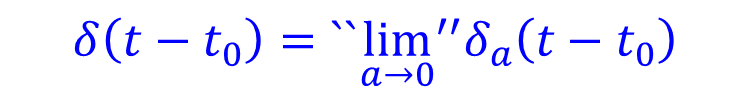 δ(t − t₀) = ``lim″ δₐ(t − t₀)
a→0